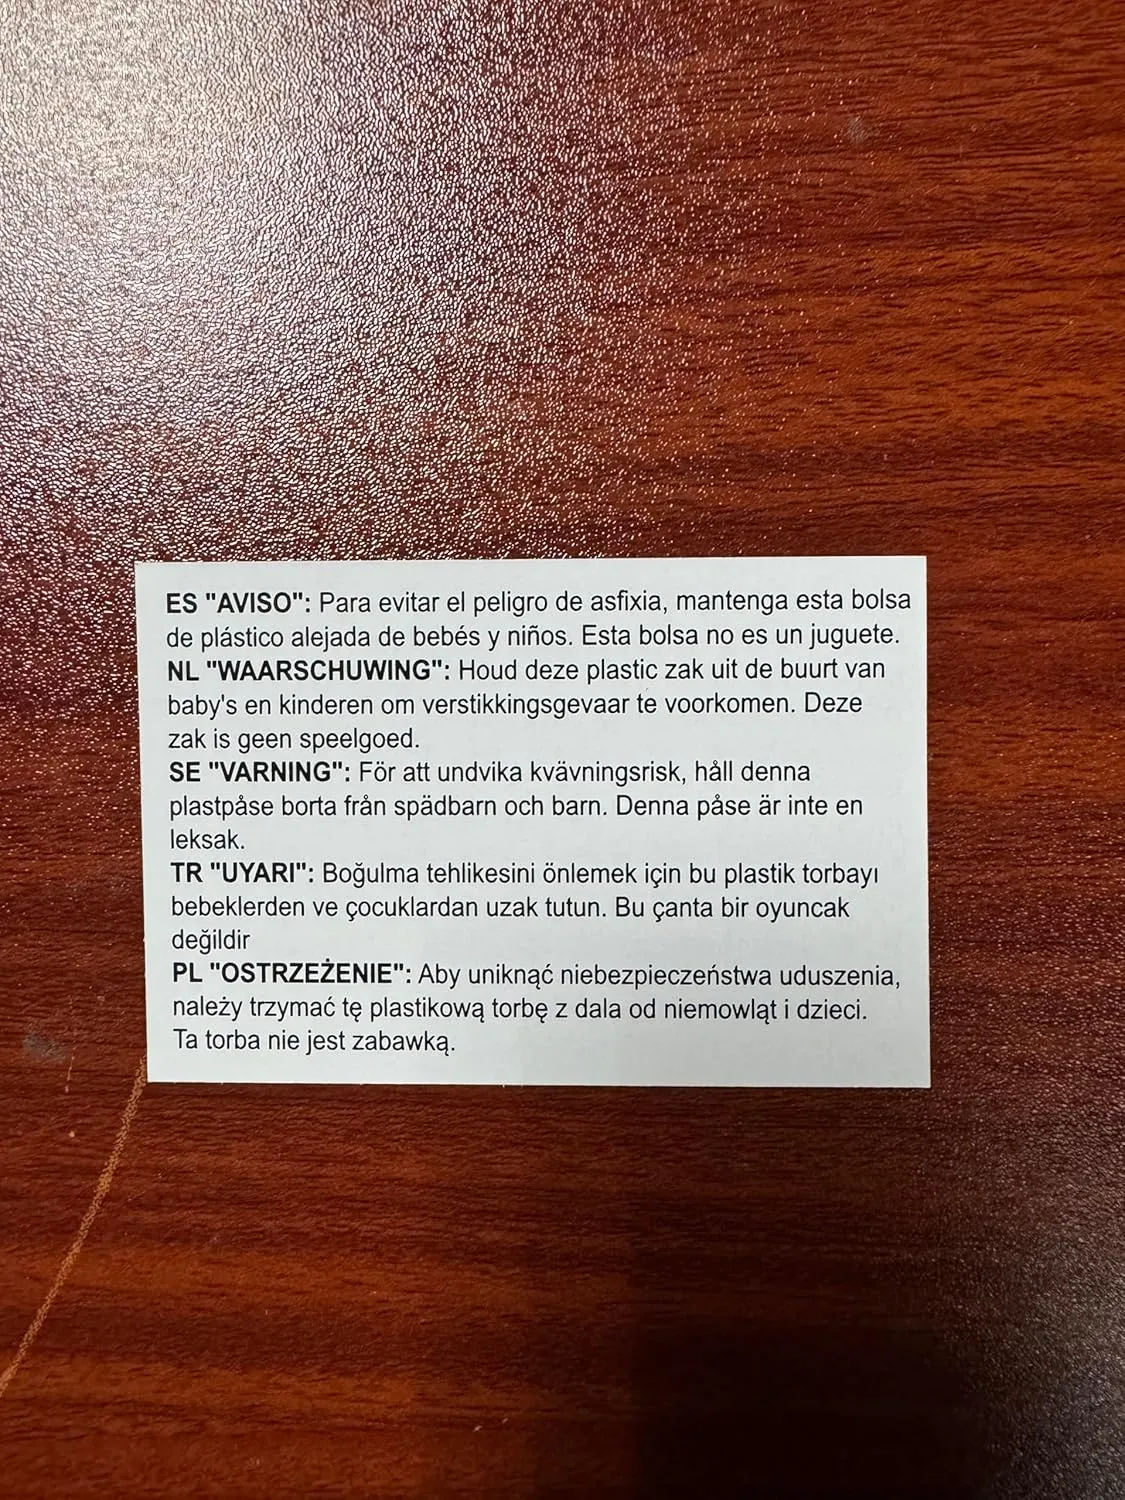 ES "AVISO": Para evitar el peligro de asfixia, mantenga esta bolsa
de plástico alejada de bebés y niños. Esta bolsa no es un juguete.
NL "WAARSCHUWING": Houd deze plastic zak uit de buurt van
baby's en kinderen om verstikkingsgevaar te voorkomen. Deze
zak is geen speelgoed.
SE "VARNING": För att undvika kvävningsrisk, håll denna
plastpåse borta från spädbarn och barn. Denna påse är inte en
leksak.
TR "UYARI": Boğulma tehlikesini önlemek için bu plastik torbayı
bebeklerden ve çocuklardan uzak tutun. Bu çanta bir oyuncak
değildir
PL "OSTRZEŻENIE": Aby uniknąć niebezpieczeństwa uduszenia,
należy trzymać tę plastikową torbę z dala od niemowląt i dzieci.
Ta torba nie jest zabawką.